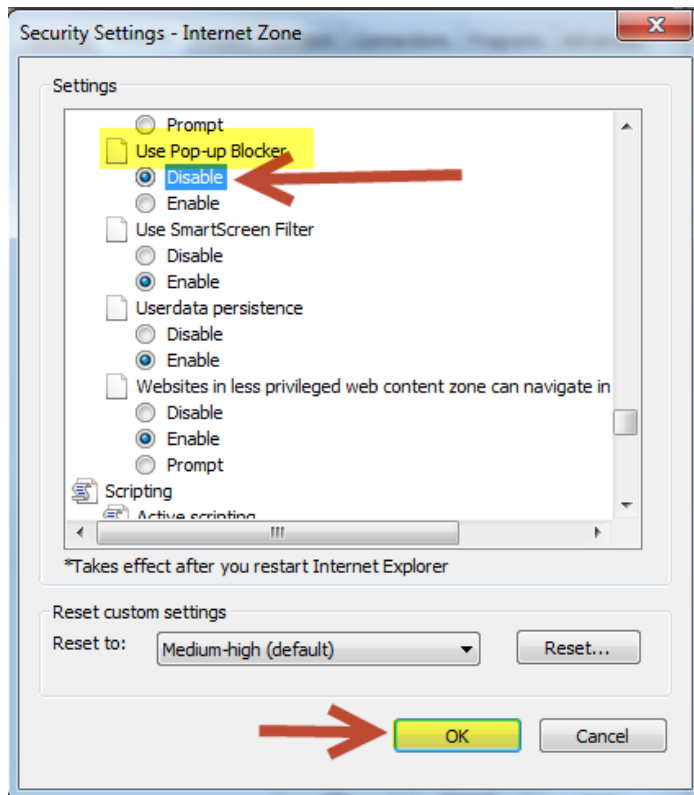 Security Settings - Internet Zone
Settings
Prompt
Use Pop-up Blocker
Disable
Enable
Use SmartScreen Filter
Disable
Enable
Userdata persistence
Disable
Enable
Websites in less privileged web content zone can navigate in
Disable
Enable
Prompt
Scripting
Active scripting
*Takes effect after you restart Internet Explorer
Reset custom settings
Reset to:
Medium-high (default)
Reset...
OK
Cancel